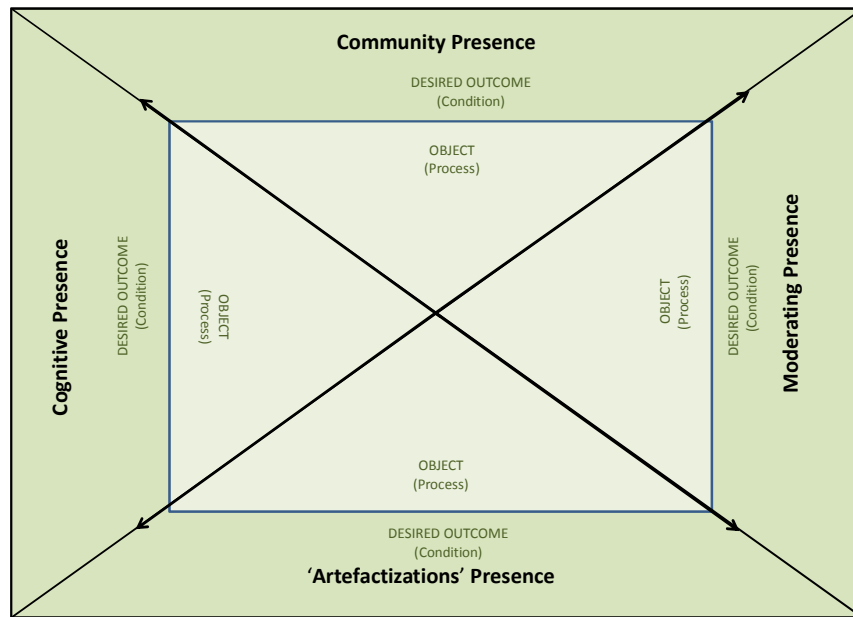 Community Presence
DESIRED OUTCOME
(Condition)
OBJECT
(Process)
Cognitive Presence
DESIRED OUTCOME
(Condition)
OBJECT
(Process)
OBJECT
(Process)
DESIRED OUTCOME
(Condition)
Moderating Presence
OBJECT
(Process)
DESIRED OUTCOME
(Condition)
‘Artefactizations’ Presence